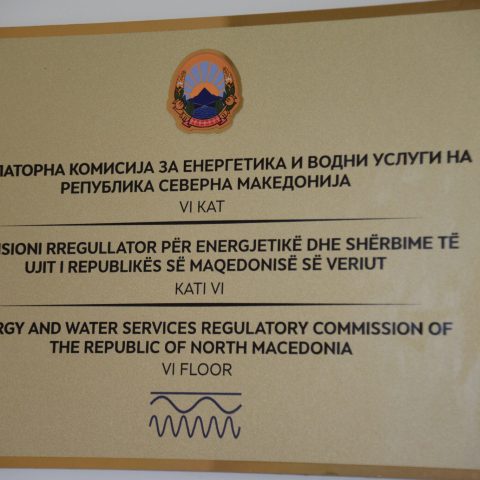 ЛАТОРНА КОМИСИЈА ЗА ЕНЕРГЕТИКА И ВОДНИ УСЛУГИ НА
РЕПУБЛИКА СЕВЕРНА МАКЕДОНИЈА
VI КАТ
ISIONI RREGULLATOR PËR ENERGJETIKË DHE SHËRBIME TË
UJIT I REPUBLIKËS SË MAQEDONISË SË VERIUT
KATI VI
RGY AND WATER SERVICES REGULATORY COMMISSION OF
THE REPUBLIC OF NORTH MACEDONIA
VI FLOOR